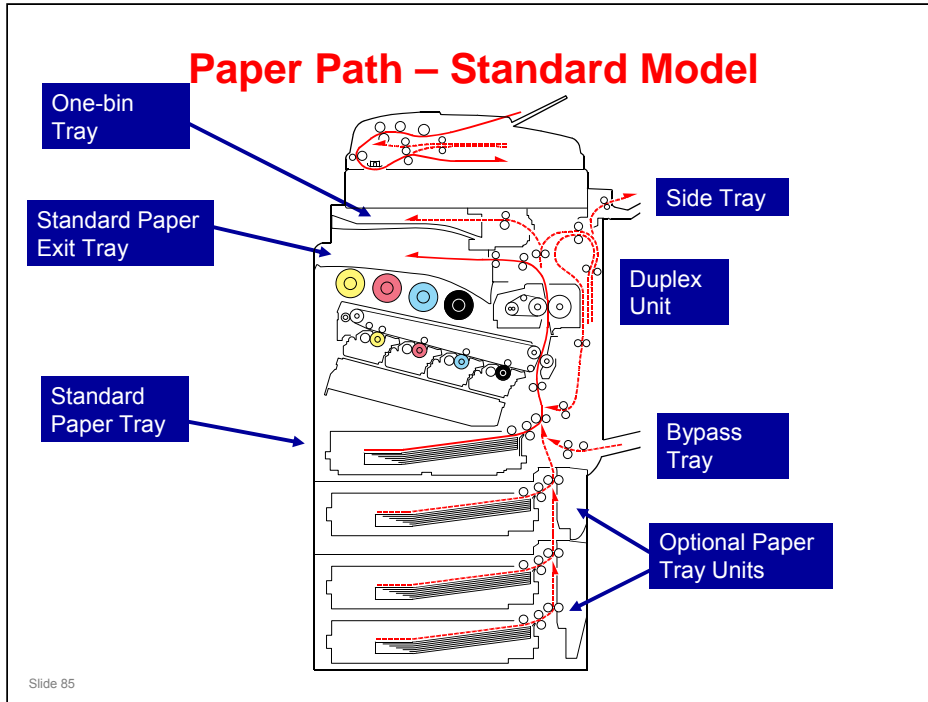 Paper Path – Standard Model
One-bin
Tray
Standard Paper
Exit Tray
Standard
Paper Tray
Side Tray
Duplex
Unit
Bypass
Tray
Optional Paper
Tray Units
Slide 85